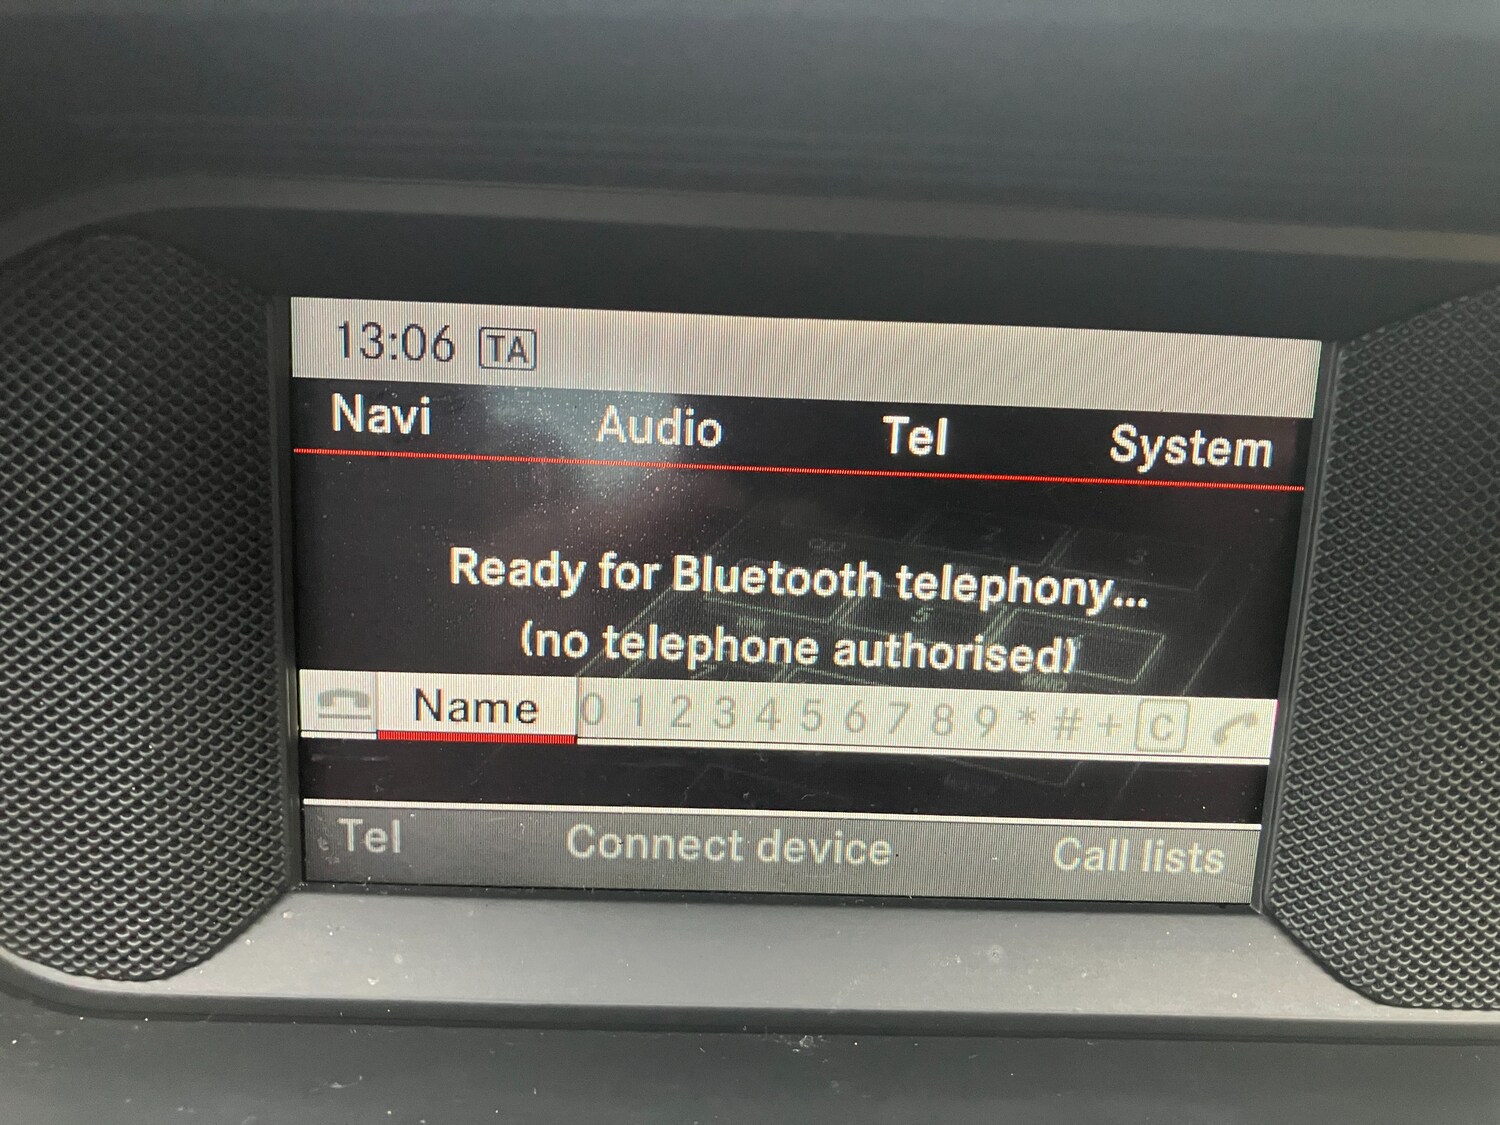 13:06 TA
Navi Audio Tel System
Ready for Bluetooth telephony...
(no telephone authorised)
Name 0 1 2 3 4 5 6 7 8 9 * # + C
Tel Connect device Call lists